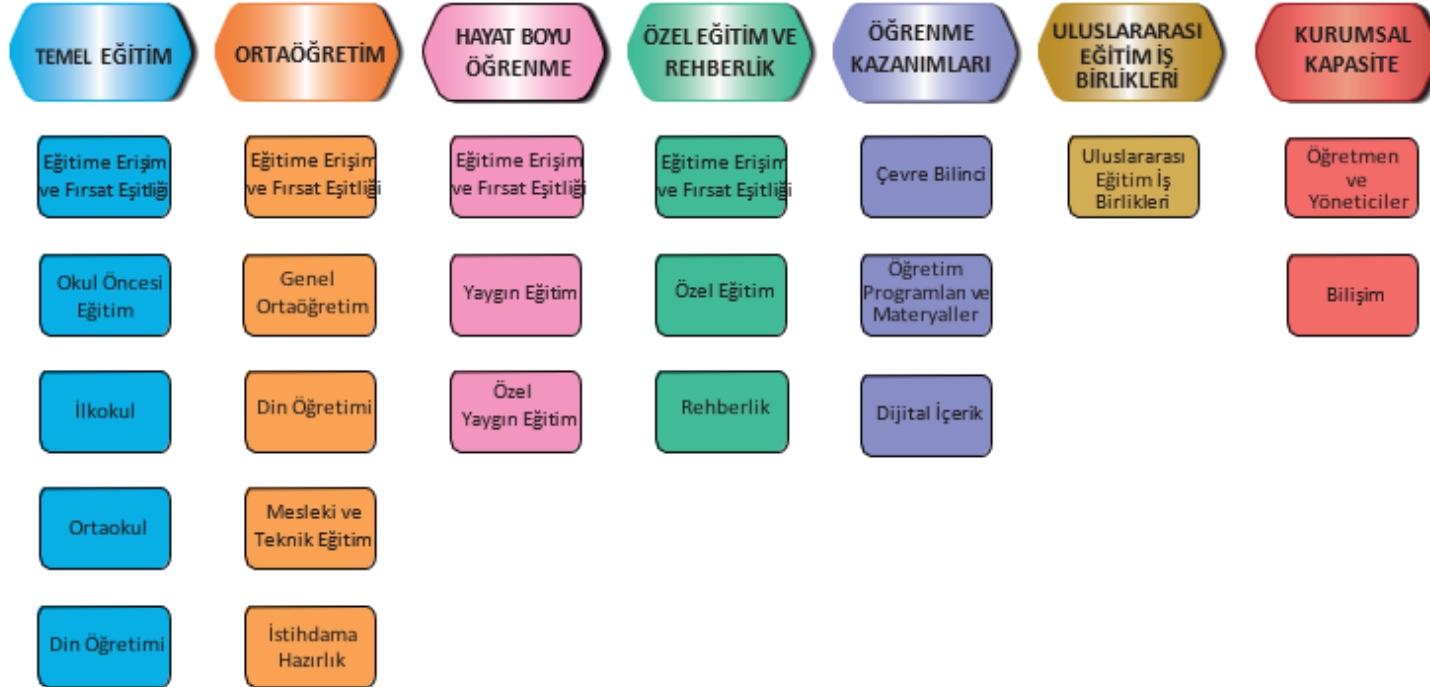 TEMEL EĞİTİM
Eğitime Erişim
ve Fırsat Eşitliği
Okul Öncesi
Eğitim
İlkokul
Ortaokul
Din Öğretimi
ORTAÖĞRETİM
Eğitime Erişim
ve Fırsat Eşitliği
Genel
Ortaöğretim
Din Öğretimi
Mesleki ve
Teknik Eğitim
İstihdama
Hazırlık
HAYAT BOYU
ÖĞRENME
Eğitime Erişim
ve Fırsat Eşitliği
Yaygın Eğitim
Özel
Yaygın Eğitim
ÖZEL EĞİTİM VE
REHBERLİK
Eğitime Erişim
ve Fırsat Eşitliği
Özel Eğitim
Rehberlik
ÖĞRENME
KAZANIMLARI
Çevre Bilinci
Öğretim
Programları ve
Materyaller
Dijital İçerik
ULUSLARARASI
EĞİTİM İŞ
BİRLİKLERİ
Uluslararası
Eğitim İş
Birlikleri
KURUMSAL
KAPASİTE
Öğretmen
ve
Yöneticiler
Bilişim